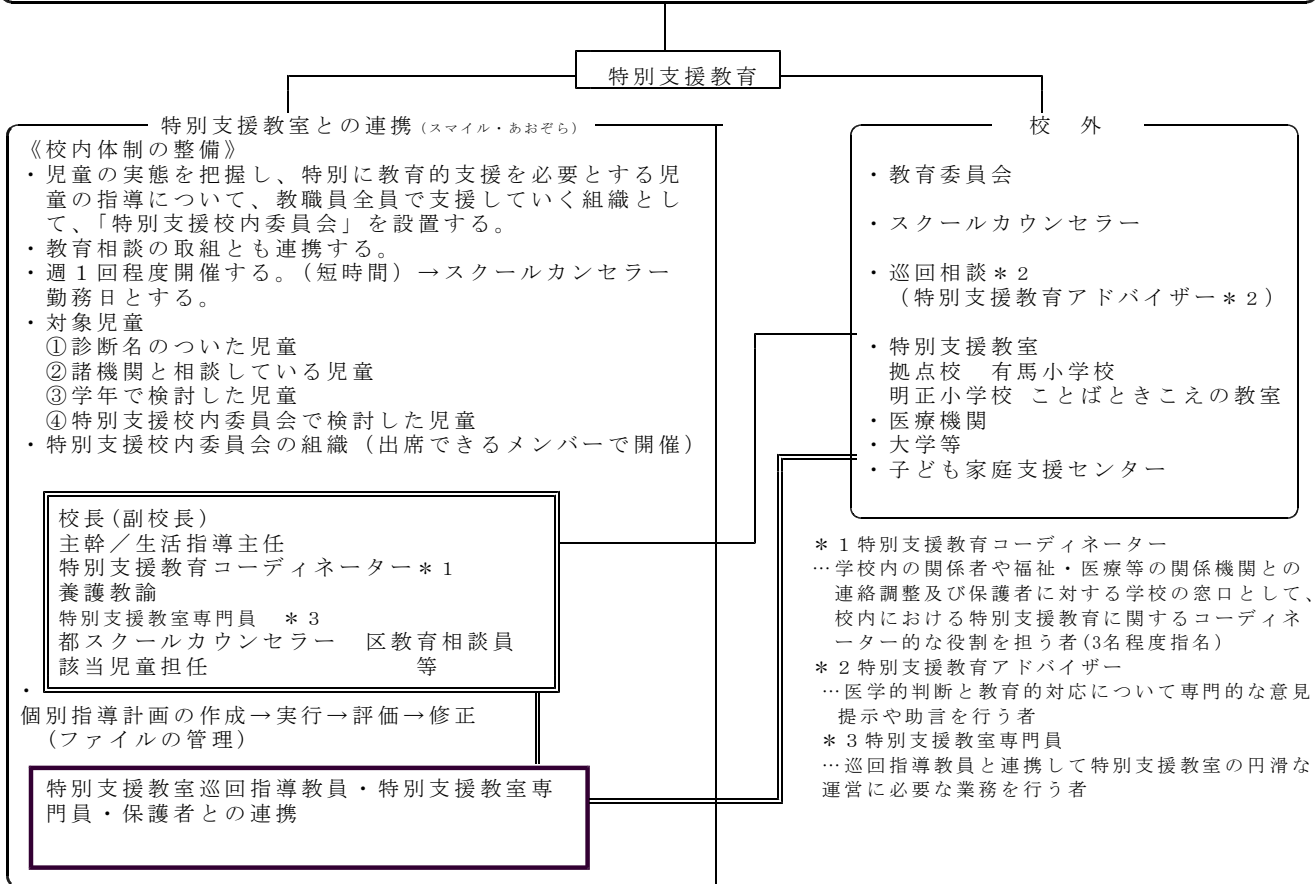 特別支援教育
特別支援教室との連携(スマイル・あおぞら)
《校内体制の整備》
・児童の実態を把握し、特別に教育的支援を必要とする児
童の指導について、教職員全員で支援していく組織とし
て、「特別支援校内委員会」を設置する。
・教育相談の取組とも連携する。
・週1回程度開催する。(短時間)→スクールカンセラー
勤務日とする。
・対象児童
①診断名のついた児童
②諸機関と相談している児童
③学年で検討した児童
④特別支援校内委員会で検討した児童
・特別支援校内委員会の組織(出席できるメンバーで開催)
校長(副校長)
主幹/生活指導主任
特別支援教育コーディネーター*1
養護教諭
特別支援教室専門員 *3
都スクールカウンセラー 区教育相談員
該当児童担任 等
・
個別指導計画の作成→実行→評価→修正
(ファイルの管理)
特別支援教室巡回指導教員・特別支援教室専
門員・保護者との連携
校 外
・教育委員会
・スクールカウンセラー
・巡回相談*2
(特別支援教育アドバイザー*2)
・特別支援教室
拠点校 有馬小学校
明正小学校 ことばときこえの教室
・医療機関
・大学等
・子ども家庭支援センター
*1特別支援教育コーディネーター
…学校内の関係者や福祉・医療等の関係機関との
連絡調整及び保護者に対する学校の窓口として、
校内における特別支援教育に関するコーディネ
ーター的な役割を担う者(3名程度指名)
*2特別支援教育アドバイザー
…医学的判断と教育的対応について専門的な意見
提示や助言を行う者
*3特別支援教室専門員
…巡回指導教員と連携して特別支援教室の円滑な
運営に必要な業務を行う者